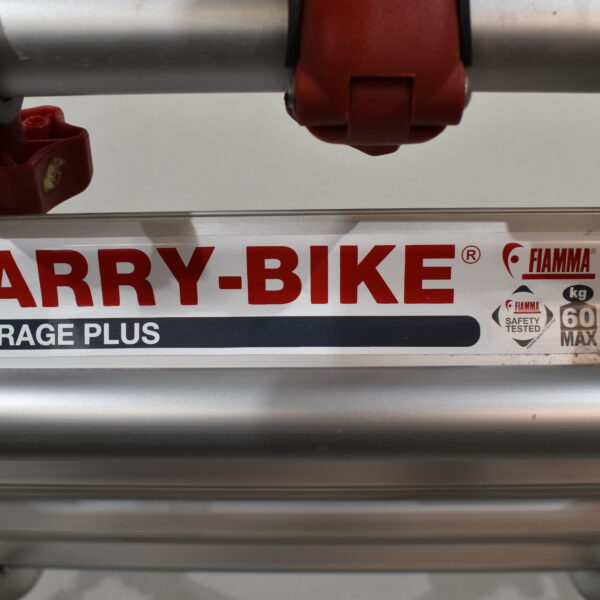 ARRY-BIKE®
RAGE PLUS
FIAMMA®
FIAMMA
SAFETY
TESTED
kg
60
MAX